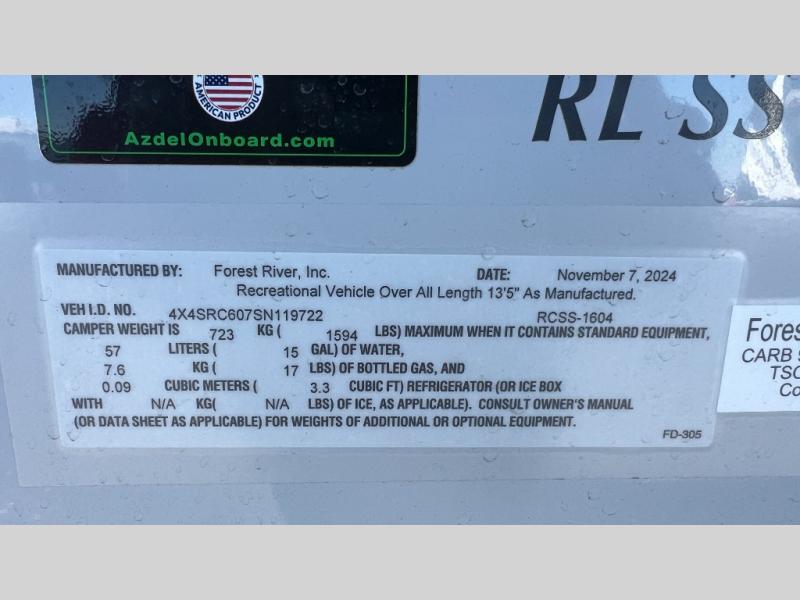 AMERICAN PRODUCT
AzdelOnboard.com
RL SS
MANUFACTURED BY: Forest River, Inc. DATE: November 7, 2024
Recreational Vehicle Over All Length 13'5" As Manufactured.
VEH I.D. NO. 4X4SRC607SN119722 RCSS-1604
CAMPER WEIGHT IS 723 KG ( 1594 LBS) MAXIMUM WHEN IT CONTAINS STANDARD EQUIPMENT,
57 LITERS ( 15 GAL) OF WATER,
7.6 KG ( 17 LBS) OF BOTTLED GAS, AND
0.09 CUBIC METERS ( 3.3 CUBIC FT) REFRIGERATOR (OR ICE BOX
WITH N/A KG( N/A LBS) OF ICE, AS APPLICABLE). CONSULT OWNER'S MANUAL
(OR DATA SHEET AS APPLICABLE) FOR WEIGHTS OF ADDITIONAL OR OPTIONAL EQUIPMENT.
FD-305
Fores
CARB
TSC
Co